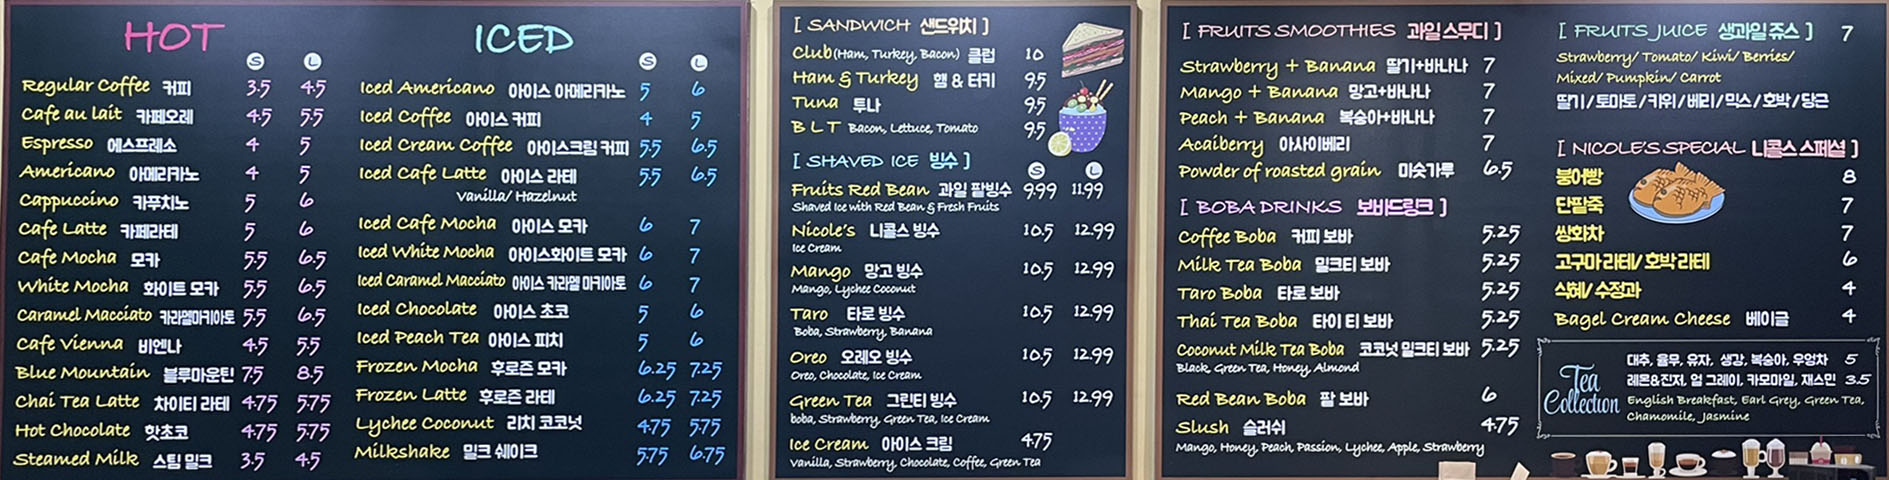 HOT
S L
Regular Coffee 커피 3.5 4.5
Cafe au lait 카페오레 4.5 5.5
Espresso 에스프레소 4 5
Americano 아메리카노 4 5
Cappuccino 카푸치노 5 6
Cafe Latte 카페라테 5 6
Cafe Mocha 모카 5.5 6.5
White Mocha 화이트 모카 5.5 6.5
Caramel Macciato 카라멜마키아토 5.5 6.5
Cafe Vienna 비엔나 4.5 5.5
Blue Mountain 블루마운틴 7.5 8.5
Chai Tea Latte 차이티 라테 4.75 5.75
Hot Chocolate 핫초코 4.75 5.75
Steamed Milk 스팀 밀크 3.5 4.5
ICED
S L
Iced Americano 아이스 아메리카노 5 6
Iced Coffee 아이스 커피 4 5
Iced Cream Coffee 아이스크림 커피 5.5 6.5
Iced Cafe Latte 아이스 라테 5.5 6.5
Vanilla/ Hazelnut
Iced Cafe Mocha 아이스 모카 6 7
Iced White Mocha 아이스화이트 모카 6 7
Iced Caramel Macciato 아이스 카라멜 마키아토 6 7
Iced Chocolate 아이스 초코 5 6
Iced Peach Tea 아이스 피치 5 6
Frozen Mocha 후로즌 모카 6.25 7.25
Frozen Latte 후로즌 라테 6.25 7.25
Lychee Coconut 리치 코코넛 4.75 5.75
Milkshake 밀크 쉐이크 5.75 6.75
[ SANDWICH 샌드위치 ]
Club (Ham, Turkey, Bacon) 클럽 10
Ham & Turkey 햄 & 터키 9.5
Tuna 투나 9.5
B L T Bacon, Lettuce, Tomato 9.5
[ SHAVED ICE 빙수 ]
S L
Fruits Red Bean 과일 팥빙수 9.99 11.99
Shaved Ice with Red Bean & Fresh Fruits
Nicole's 니콜스 빙수 10.5 12.99
Ice Cream
Mango 망고 빙수 10.5 12.99
Mango, Lychee Coconut
Taro 타로 빙수 10.5 12.99
Boba, Strawberry, Banana
Oreo 오레오 빙수 10.5 12.99
Oreo, Chocolate, Ice Cream
Green Tea 그린티 빙수 10.5 12.99
boba, Strawberry, Green Tea, Ice Cream
Ice Cream 아이스 크림 4.75
Vanilla, Strawberry, Chocolate, Coffee, Green Tea
[ FRUITS SMOOTHIES 과일 스무디 ]
Strawberry + Banana 딸기+바나나 7
Mango + Banana 망고+바나나 7
Peach + Banana 복숭아+바나나 7
Acaiberry 아사이베리 7
Powder of roasted grain 미숫가루 6.5
[ BOBA DRINKS 보바드링크 ]
Coffee Boba 커피 보바 5.25
Milk Tea Boba 밀크티 보바 5.25
Taro Boba 타로 보바 5.25
Thai Tea Boba 타이 티 보바 5.25
Coconut Milk Tea Boba 코코넛 밀크티 보바 5.25
Black, Green Tea, Honey, Almond
Red Bean Boba 팥 보바 6
Slush 슬러쉬 4.75
Mango, Honey, Peach, Passion, Lychee, Apple, Strawberry
[ FRUITS JUICE 생과일 쥬스 ] 7
Strawberry/ Tomato/ Kiwi/ Berries/
Mixed/ Pumpkin/ Carrot
딸기/토마토/키위/베리/믹스/호박/당근
[ NICOLE'S SPECIAL 니콜스 스페셜 ]
붕어빵 8
단팥죽 7
쌍화차 7
고구마 라테/ 호박 라테 6
식혜/ 수정과 4
Bagel Cream Cheese 베이글 4
Tea Collection
대추, 율무, 유자, 생강, 복숭아, 우엉차 5
레몬&진저, 얼 그레이, 카모마일, 재스민 3.5
English Breakfast, Earl Grey, Green Tea,
Chamomile, Jasmine